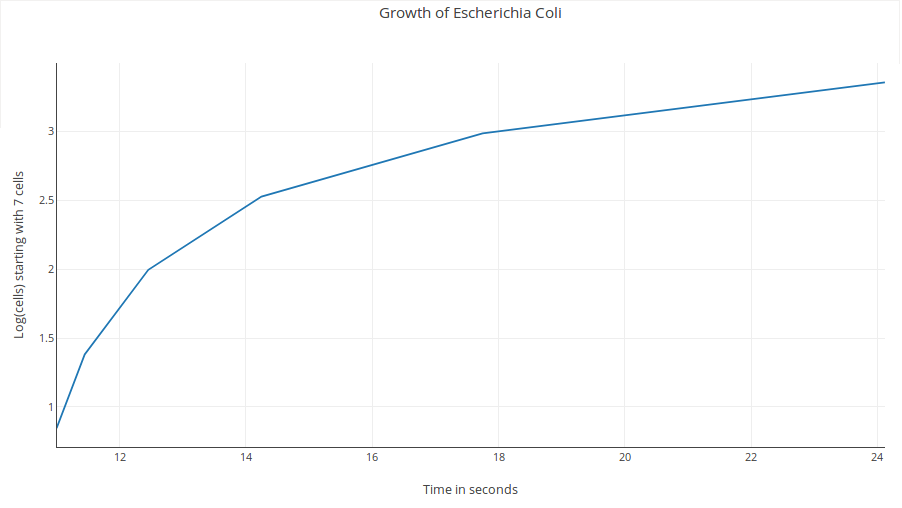 Growth of Escherichia Coli
3
2.5
2
1.5
1
Log(cells) starting with 7 cells
12 14 16 18 20 22 24
Time in seconds